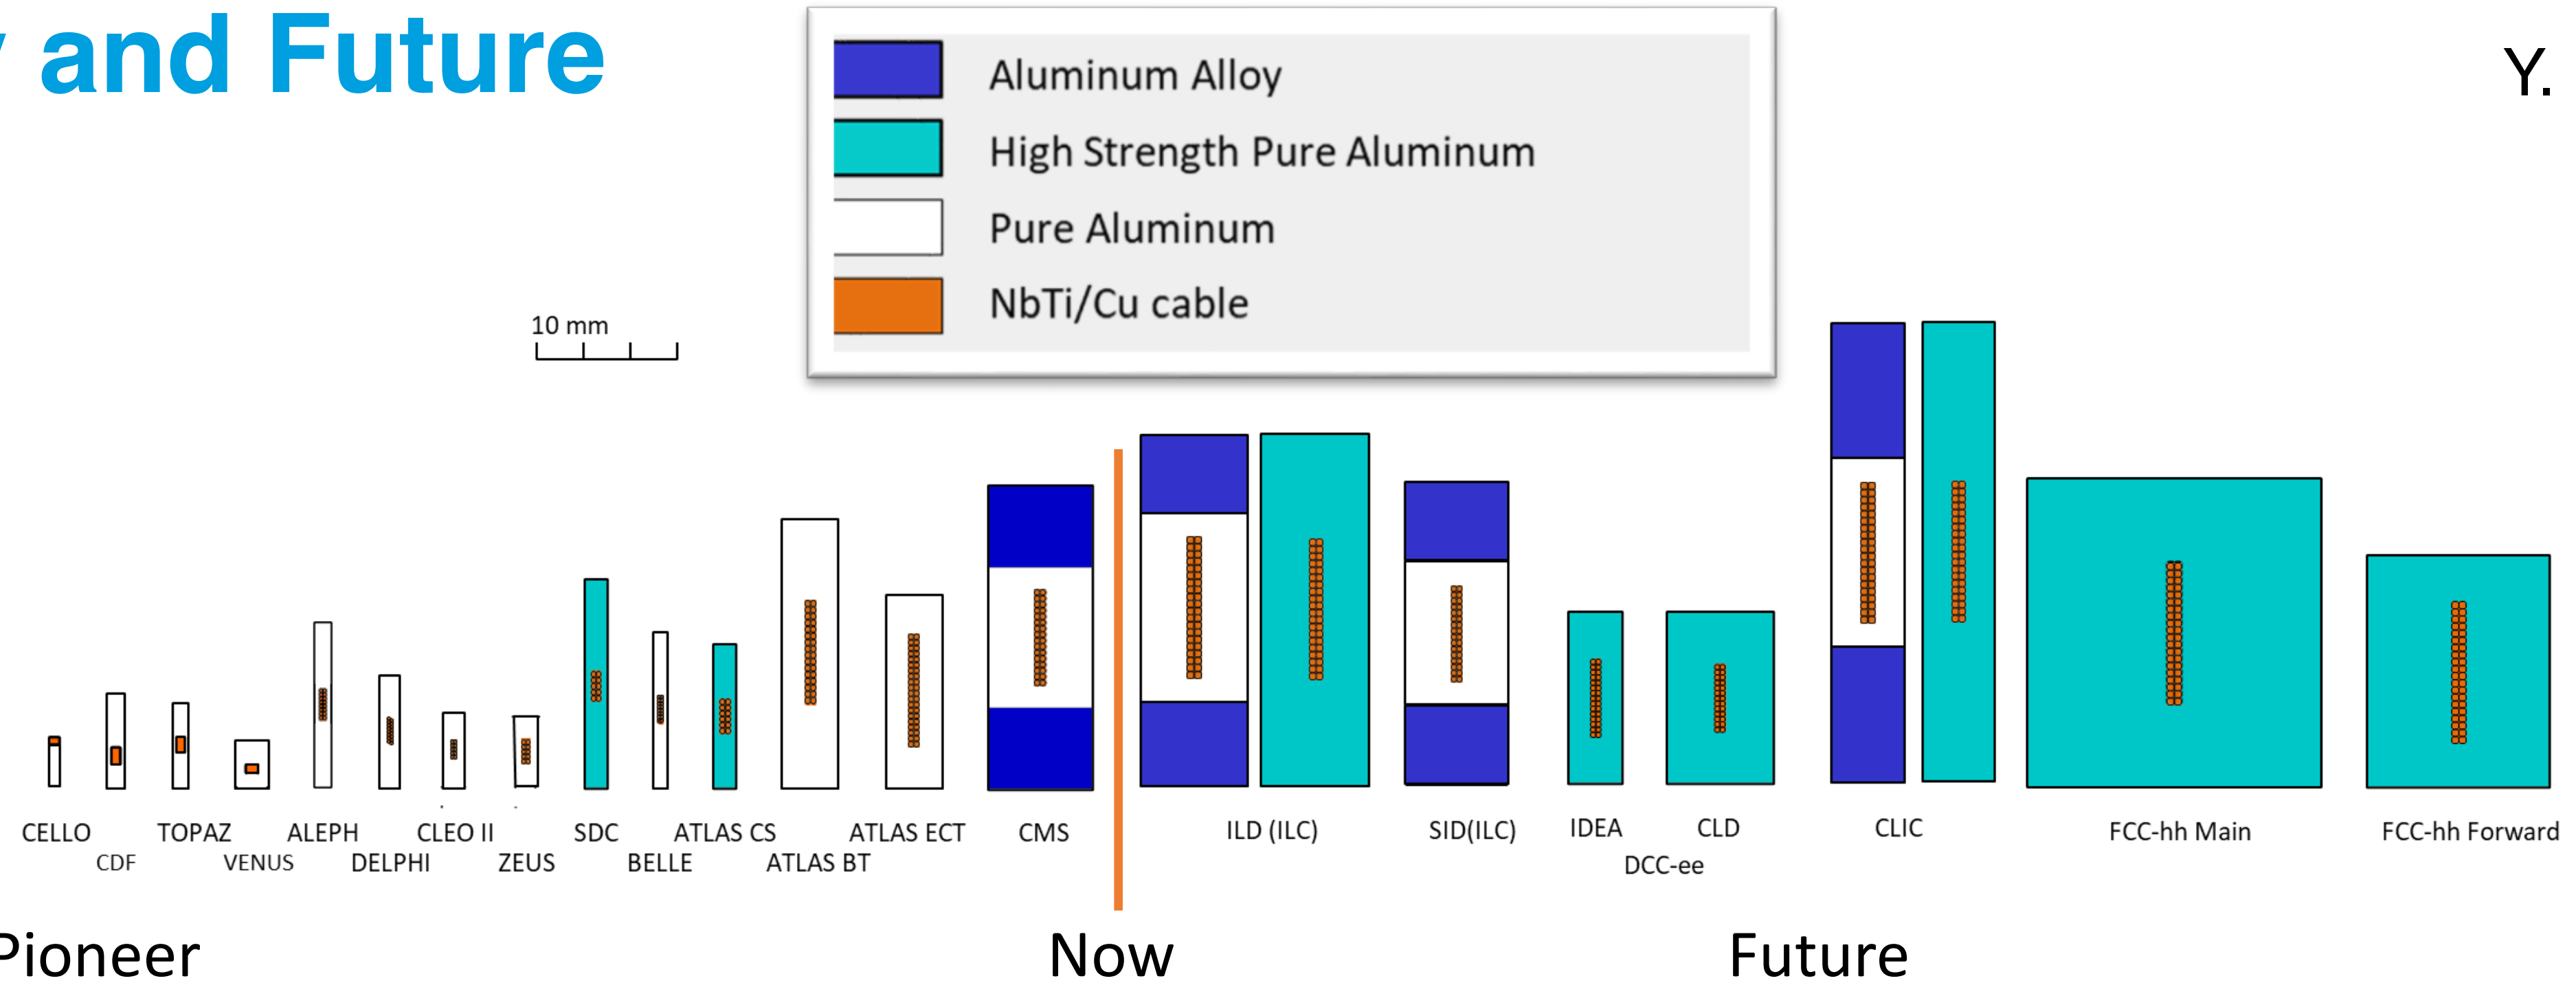 and Future
Aluminum Alloy
High Strength Pure Aluminum
Pure Aluminum
NbTi/Cu cable
Y.
10 mm
CELLO
CDF
TOPAZ
VENUS
ALEPH
DELPHI
CLEO II
ZEUS
SDC
BELLE
ATLAS CS
ATLAS BT
ATLAS ECT
CMS
ILD (ILC)
SID(ILC)
IDEA
DCC-ee
CLD
CLIC
FCC-hh Main
FCC-hh Forward
Pioneer
Now
Future